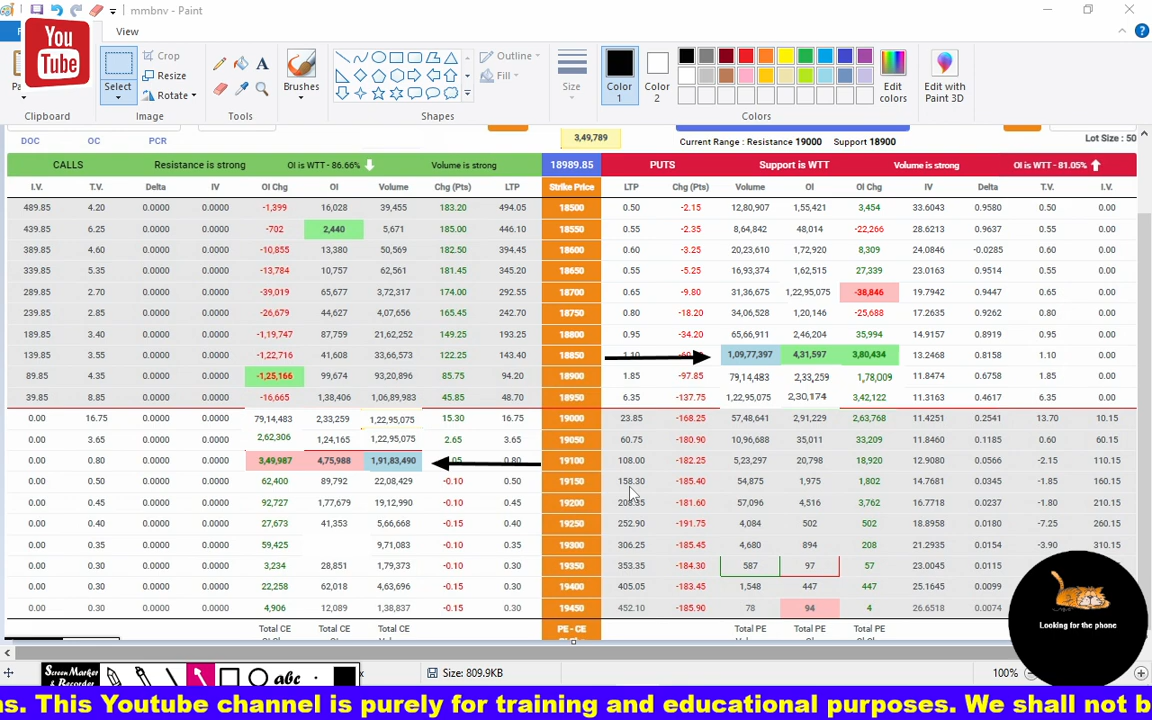 mmbnv - Paint
You
Tube
View
Pa
Select
Crop
Resize
Rotate
Brushes
Outline
Fill
Size
Color
1
Color
2
Edit
colors
Edit with
Paint 3D
Clipboard
Image
Tools
Shapes
Colors
DOC OC PCR
3,49,789
Current Range : Resistance 19000 Support 18900
Lot Size : 50
CALLS Resistance is strong OI is WTT - 86.66% Volume is strong 18989.85 PUTS Support is WTT Volume is strong OI is WTT - 81.05%
I.V. T.V. Delta IV OI Chg OI Volume Chg (Pts) LTP Strike Price LTP Chg (Pts) Volume OI OI Chg IV Delta T.V. I.V.
489.85 4.20 0.0000 0.0000 -1,399 16,028 39,455 183.20 494.05 18500 0.50 -2.15 12,80,907 1,55,421 3,454 33.6043 0.9580 0.50 0.00
439.85 6.25 0.0000 0.0000 -702 2,440 5,671 185.00 446.10 18550 0.55 -2.35 8,64,842 48,014 -22,266 28.6213 0.9637 0.55 0.00
389.85 4.60 0.0000 0.0000 -10,855 13,380 50,569 182.50 394.45 18600 0.60 -3.25 20,23,610 1,72,920 8,309 24.0846 -0.0285 0.60 0.00
339.85 5.35 0.0000 0.0000 -13,784 10,757 62,561 181.45 345.20 18650 0.55 -5.25 16,93,374 1,62,515 27,339 23.0163 0.9514 0.55 0.00
289.85 2.70 0.0000 0.0000 -39,019 65,677 3,72,317 174.00 292.55 18700 0.65 -9.80 31,36,675 1,22,95,075 -38,846 19.7942 0.9447 0.65 0.00
239.85 2.85 0.0000 0.0000 -26,679 44,627 4,07,656 165.45 242.70 18750 0.80 -18.20 34,06,528 1,20,146 -25,688 17.2635 0.9262 0.80 0.00
189.85 3.40 0.0000 0.0000 -1,19,747 87,759 21,62,252 149.25 193.25 18800 0.95 -34.20 65,66,911 2,46,204 35,994 14.9157 0.8919 0.95 0.00
139.85 3.55 0.0000 0.0000 -1,22,716 41,608 33,66,573 122.25 143.40 18850 1.10 1,09,77,397 4,31,597 3,80,434 13.2468 0.8158 1.10 0.00
89.85 4.35 0.0000 0.0000 -1,25,166 99,674 93,20,896 85.75 94.20 18900 1.85 -97.85 79,14,483 2,33,259 1,78,009 11.8474 0.6758 1.85 0.00
39.85 8.85 0.0000 0.0000 -16,665 1,38,406 1,06,89,983 45.85 48.70 18950 6.35 -137.75 1,22,95,075 2,30,174 3,42,122 11.3163 0.4617 6.35 0.00
0.00 16.75 0.0000 0.0000 79,14,483 2,33,259 1,22,95,075 15.30 16.75 19000 23.85 -168.25 57,48,641 2,91,229 2,63,768 11.4251 0.2541 13.70 10.15
0.00 3.65 0.0000 0.0000 2,62,306 1,24,165 1,22,95,075 2.65 3.65 19050 60.75 -180.90 10,96,688 35,011 33,209 11.8460 0.1185 0.60 60.15
0.00 0.80 0.0000 0.0000 3,49,987 4,75,988 1,91,83,490 0.80 19100 108.00 -182.25 5,23,297 20,798 18,920 12.9080 0.0066 -2.15 110.15
0.00 0.50 0.0000 0.0000 62,400 89,792 22,08,429 -0.10 0.50 19150 158.30 -185.40 54,875 1,975 1,802 14.7681 0.0345 -1.85 160.15
0.00 0.45 0.0000 0.0000 92,727 1,77,679 19,12,990 -0.10 0.45 19200 208.35 -181.60 57,096 4,516 3,762 16.7718 0.0237 -1.80 210.15
0.00 0.40 0.0000 0.0000 27,673 41,353 5,66,668 -0.15 0.40 19250 252.90 -191.75 4,084 502 502 18.8958 0.0180 -7.25 260.15
0.00 0.35 0.0000 0.0000 59,425 9,71,083 -0.10 0.35 19300 306.25 -185.45 4,680 894 208 21.2935 0.0154 -3.90 310.15
0.00 0.30 0.0000 0.0000 3,234 28,851 1,79,373 -0.10 0.30 19350 353.35 -184.30 587 97 57 23.0045 0.0115
0.00 0.30 0.0000 0.0000 22,258 62,018 4,63,696 -0.15 0.30 19400 405.05 -183.45 1,548 447 447 25.1645 0.0099
0.00 0.30 0.0000 0.0000 4,906 12,089 1,38,837 -0.15 0.30 19450 452.10 -185.90 78 94 4 26.6518 0.0074
Total CE Total CE Total CE PE - CE Total PE Total PE Total PE
Looking for the phone
Screen Marker
& Recorder
abc
Size: 809.9KB
100%
ns. This Youtube channel is purely for training and educational purposes. We shall not b